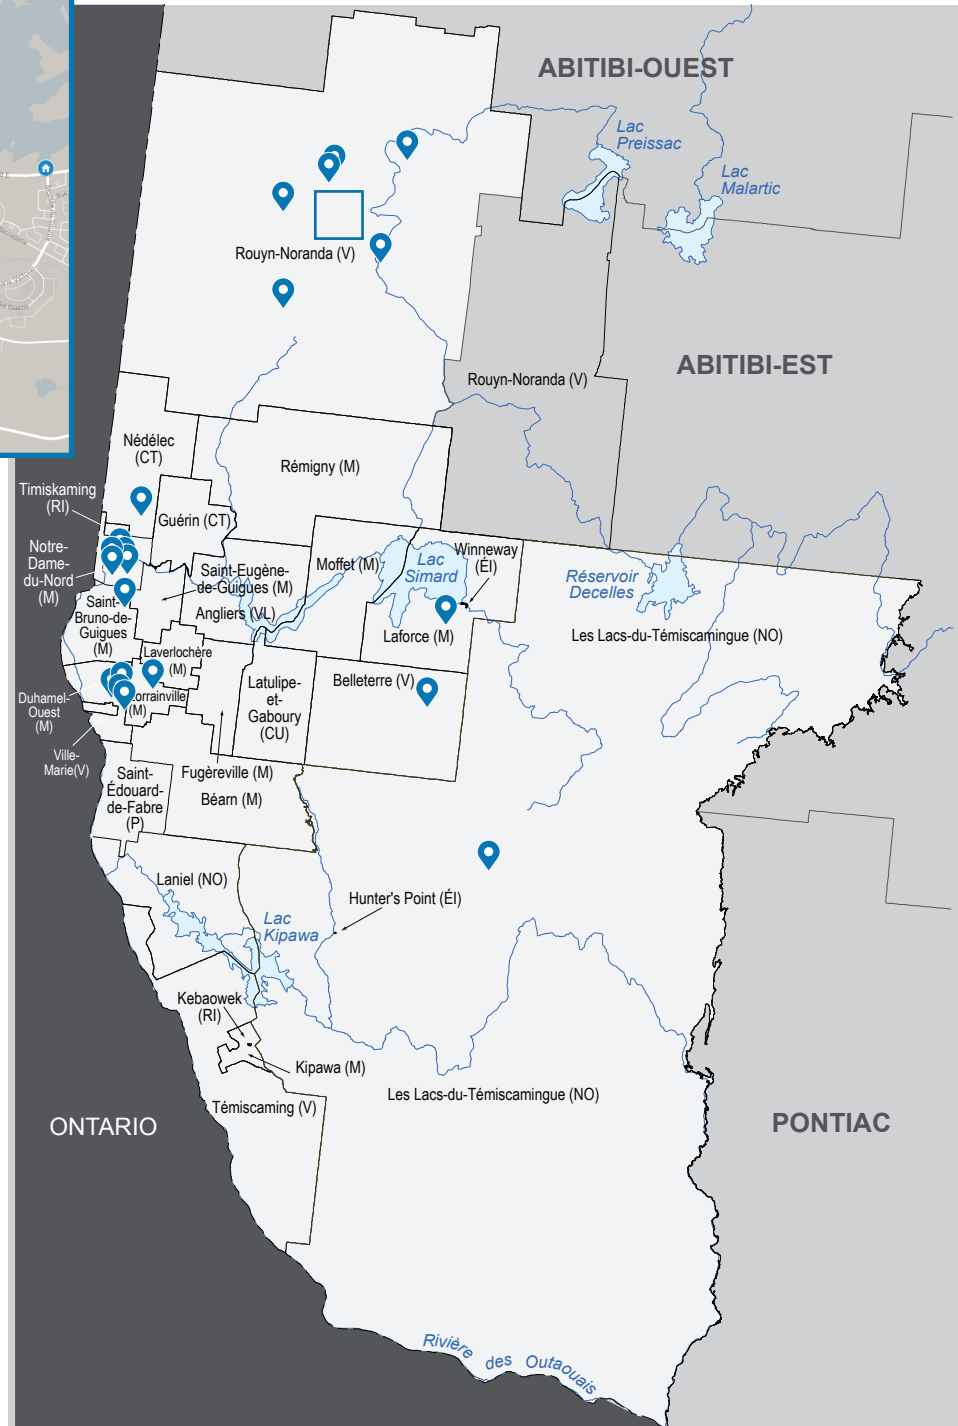 ABITIBI-OUEST
Lac
Preissac
Lac
Malartic
Rouyn-Noranda (V)
ABITIBI-EST
Rouyn-Noranda (V)
Nédélec
(CT)
Rémigny (M)
Timiskaming
(RI)
Guérin (CT)
Notre-
Dame-
du-Nord
(M)
Moffet (M)
Lac
Simard
Winneway
(ÉI)
Saint-Eugène-
de-Guigues (M)
Réservoir
Decelles
Angliers (VL)
Saint-
Bruno-de-
Guigues
(M)
Laforce (M)
Les Lacs-du-Témiscamingue (NO)
Laverlochère
(M)
Belleterre (V)
Latulipe-
et-
Gaboury
(CU)
Duhamel-
Ouest
(M)
Lorrainville
(M)
Ville-
Marie(V)
Saint-
Édouard-
de-Fabre
(P)
Fugèreville (M)
Béarn (M)
Laniel (NO)
Hunter's Point (ÉI)
Lac
Kipawa
Kebaowek
(RI)
Kipawa (M)
Témiscaming (V)
Les Lacs-du-Témiscamingue (NO)
ONTARIO
PONTIAC
Rivière des Outaouais